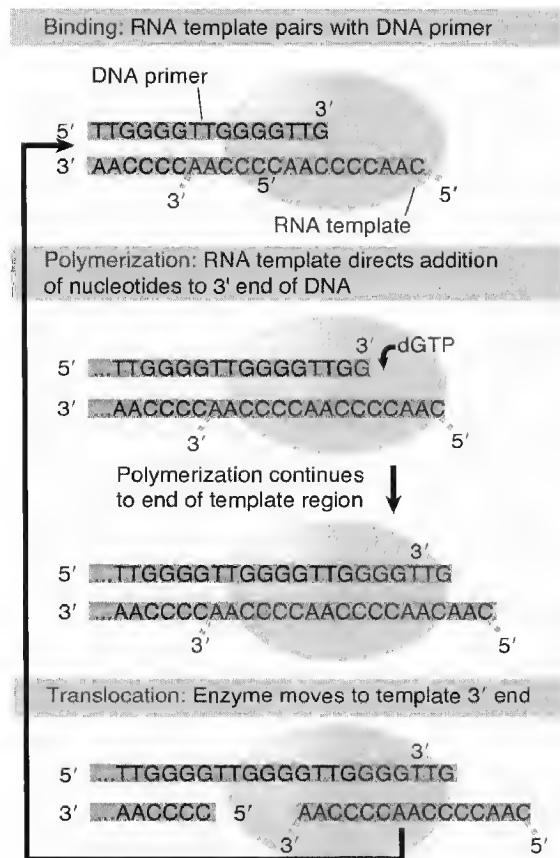 Binding: RNA template pairs with DNA primer
DNA primer
3′
5′ TTGGGGTTGGGGTTG
3′ AACCCCAACCCCAACCCCAAC
3′ 5′ 5′
RNA template
Polymerization: RNA template directs addition
of nucleotides to 3′ end of DNA
3′ dGTP
5′ ...TTGGGGTTGGGGTTGG
3′ ...AACCCCAACCCCAACCCCAAC
3′ 5′
Polymerization continues
to end of template region
3′
5′ ...TTGGGGTTGGGGTTGGGGTTG
3′ ...AACCCCAACCCCAACCCCAACAAC
3′ 5′
Translocation: Enzyme moves to template 3′ end
3′
5′ ...TTGGGGTTGGGGTTGGGGTTG
3′ ...AACCCC 5′ AACCCCAACCCCAAC
3′ 5′